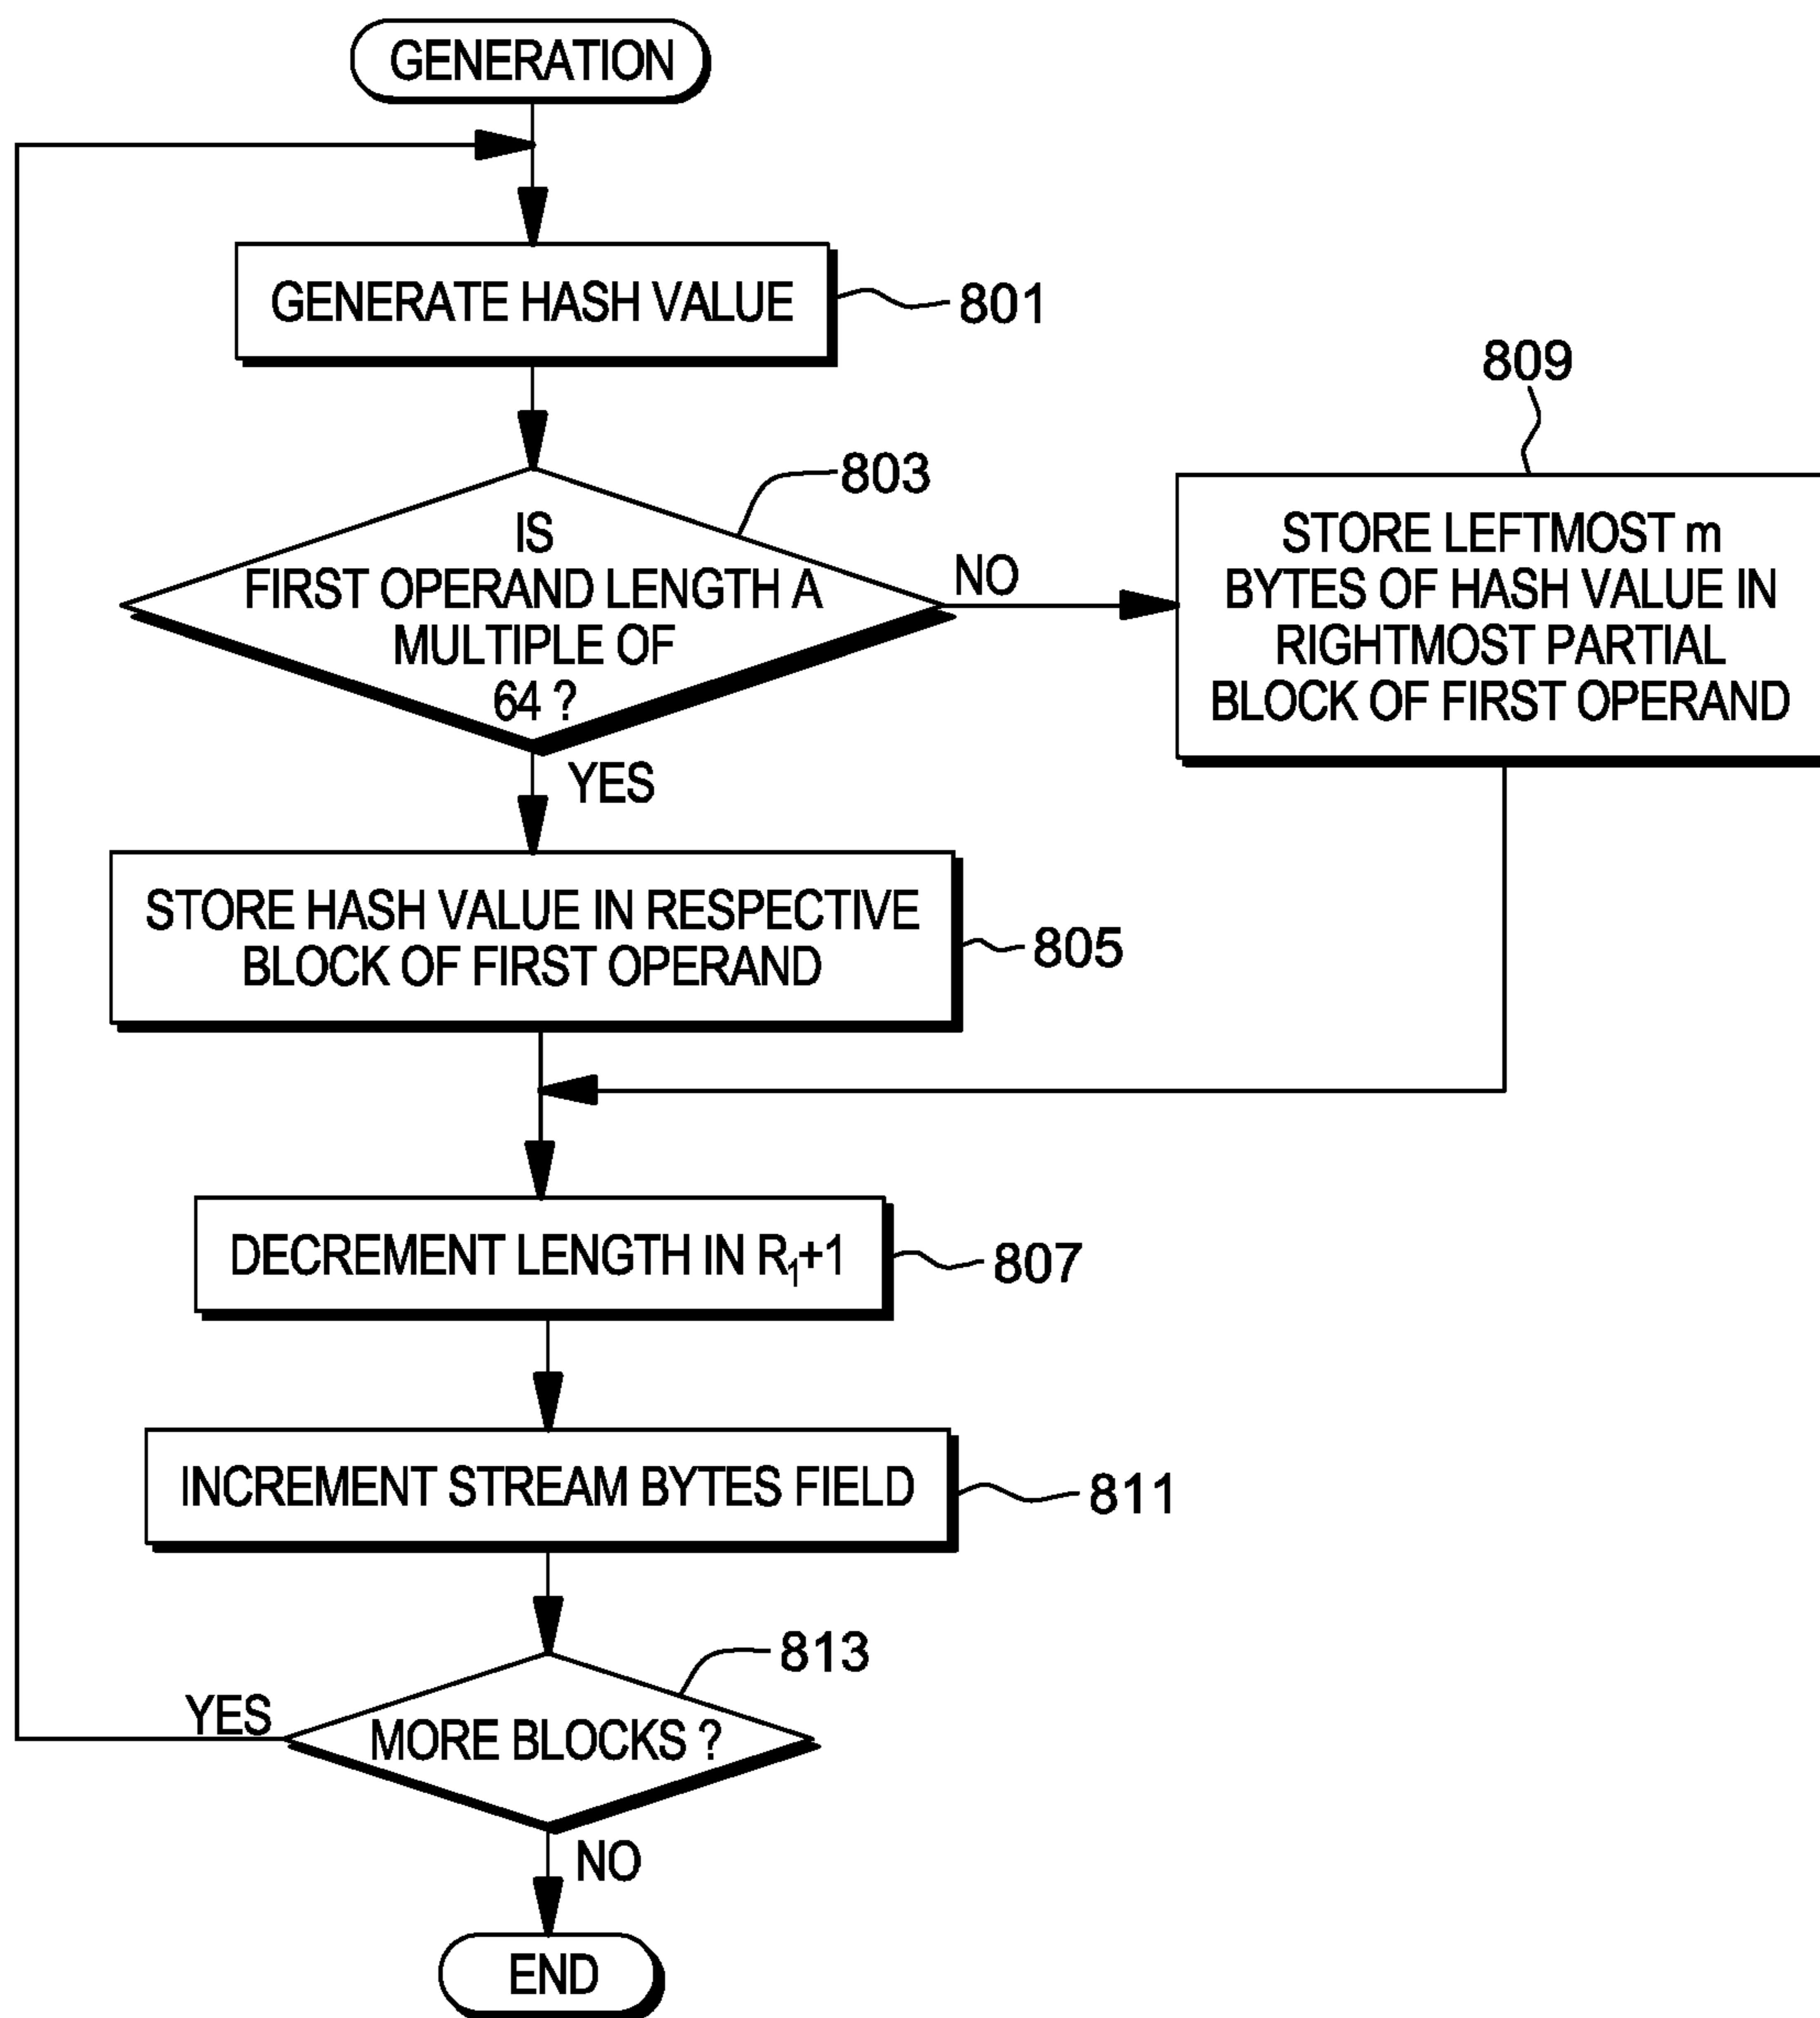 GENERATION
GENERATE HASH VALUE
801
809
803
IS
FIRST OPERAND LENGTH A
MULTIPLE OF
64 ?
NO
STORE LEFTMOST m
BYTES OF HASH VALUE IN
RIGHTMOST PARTIAL
BLOCK OF FIRST OPERAND
YES
STORE HASH VALUE IN RESPECTIVE
BLOCK OF FIRST OPERAND
805
DECREMENT LENGTH IN R₁+1
807
INCREMENT STREAM BYTES FIELD
811
813
YES
MORE BLOCKS ?
NO
END